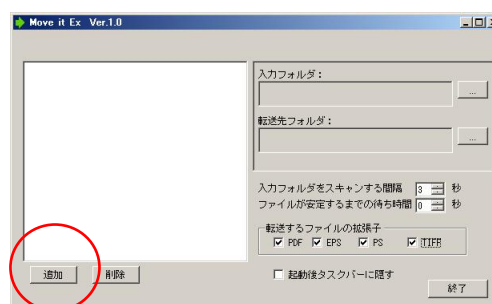 Move it Ex Ver.1.0
入力フォルダ：
...
転送先フォルダ：
...
入力フォルダをスキャンする間隔 3 秒
ファイルが安定するまでの待ち時間 0 秒
転送するファイルの拡張子
PDF EPS PS TIFF
追加 削除
起動後タスクバーに隠す
終了